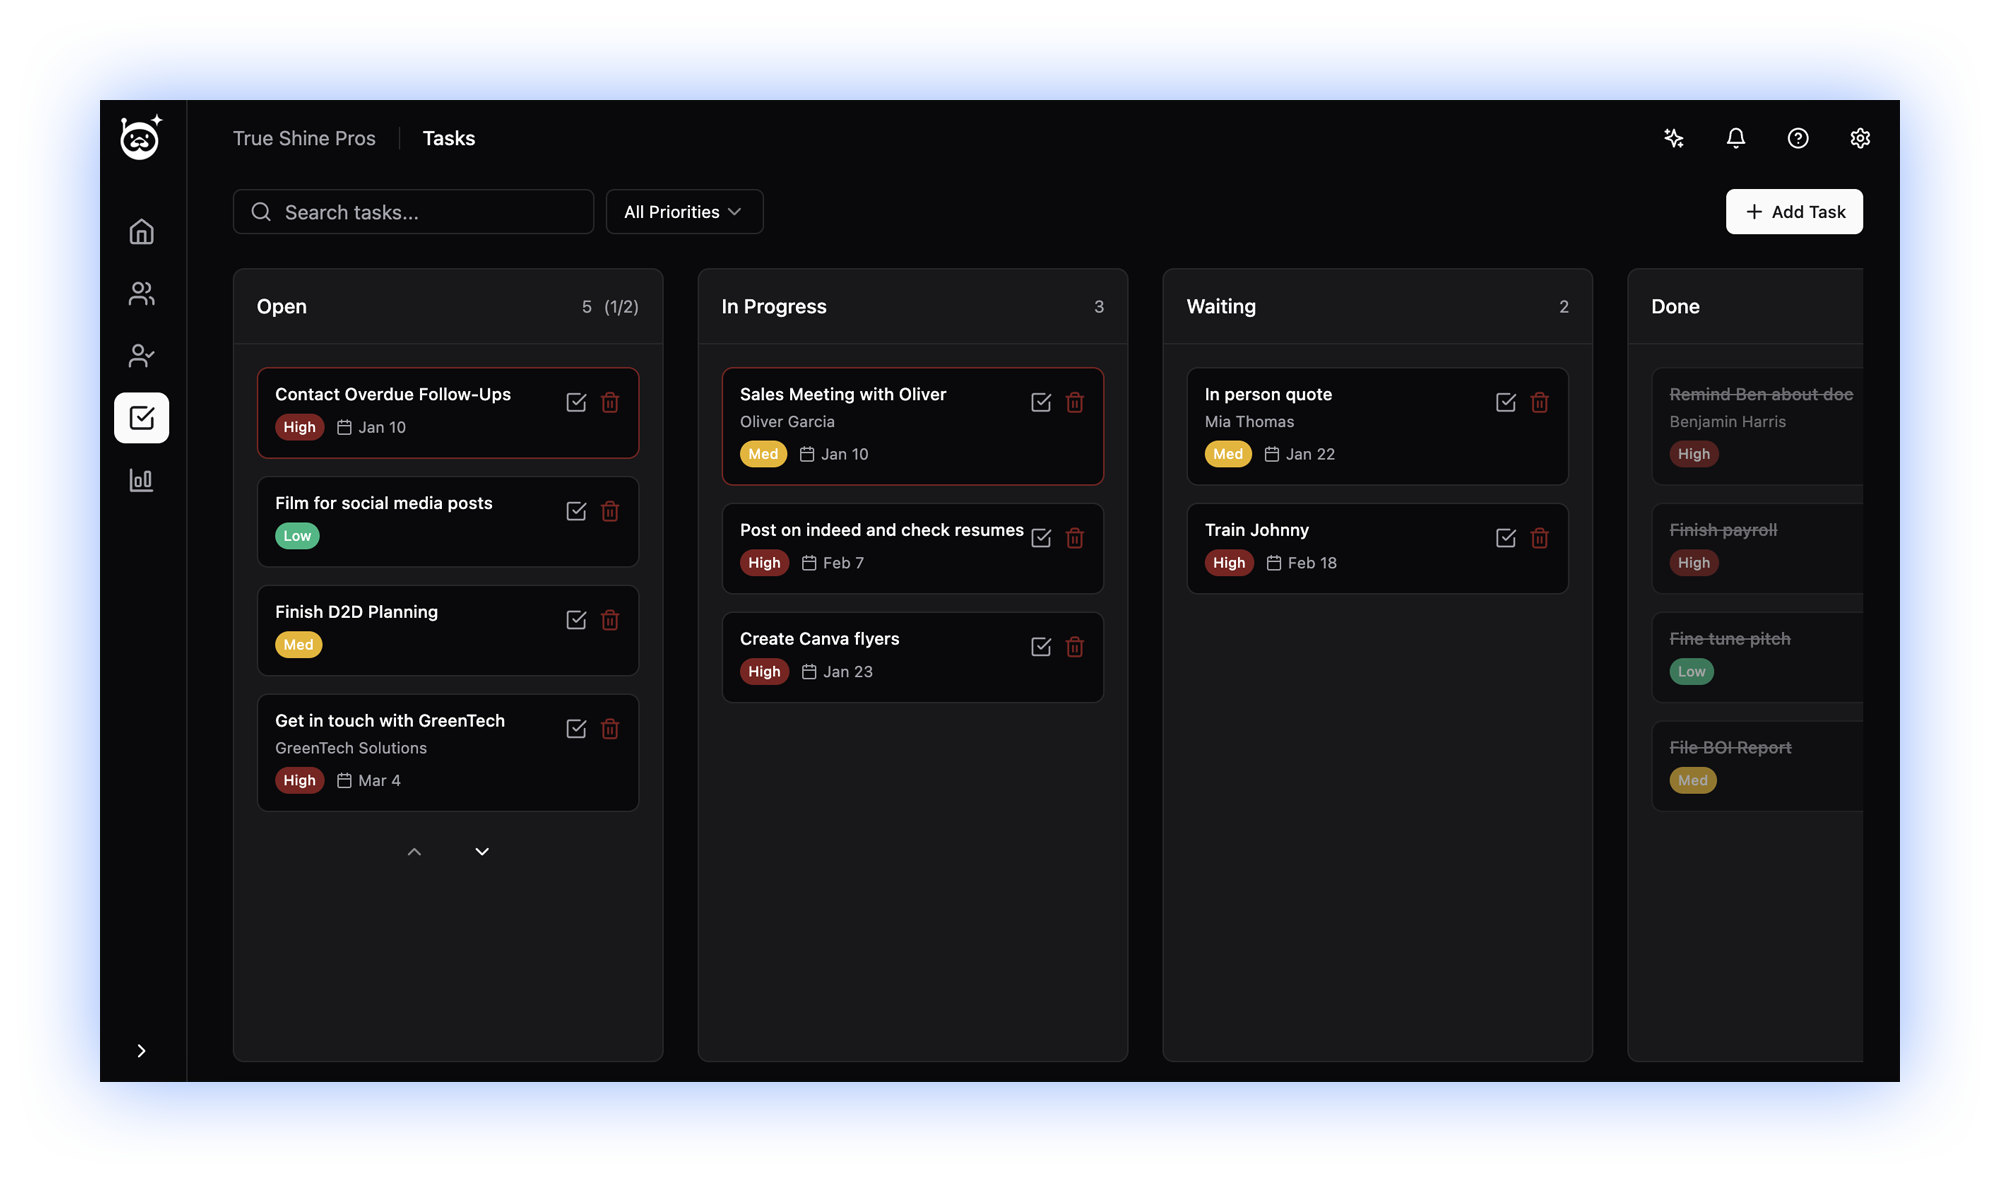 True Shine Pros
Tasks
Search tasks...
All Priorities
Add Task
Open
5 (1/2)
Contact Overdue Follow-Ups
High
Jan 10
Film for social media posts
Low
Finish D2D Planning
Med
Get in touch with GreenTech
GreenTech Solutions
High
Mar 4
In Progress
3
Sales Meeting with Oliver
Oliver Garcia
Med
Jan 10
Post on indeed and check resumes
High
Feb 7
Create Canva flyers
High
Jan 23
Waiting
2
In person quote
Mia Thomas
Med
Jan 22
Train Johnny
High
Feb 18
Done
Remind Ben about doc
Benjamin Harris
High
Finish payroll
High
Fine tune pitch
Low
File BOI Report
Med